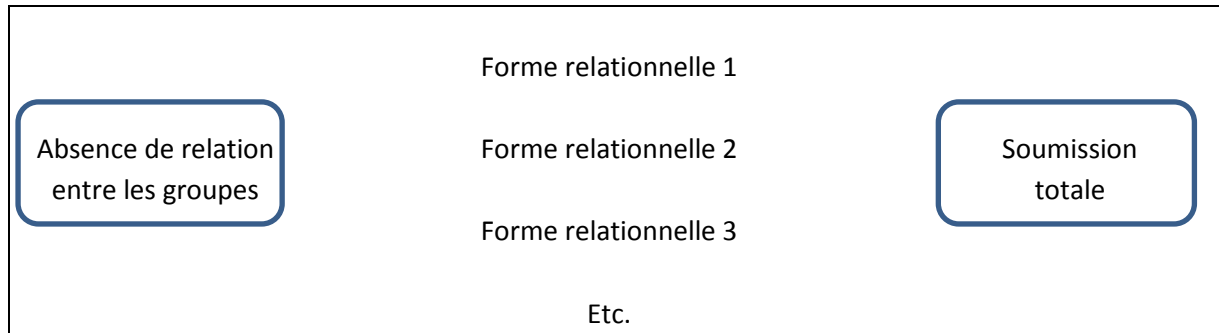 Forme relationnelle 1
Absence de relation
entre les groupes
Forme relationnelle 2
Soumission
totale
Forme relationnelle 3
Etc.